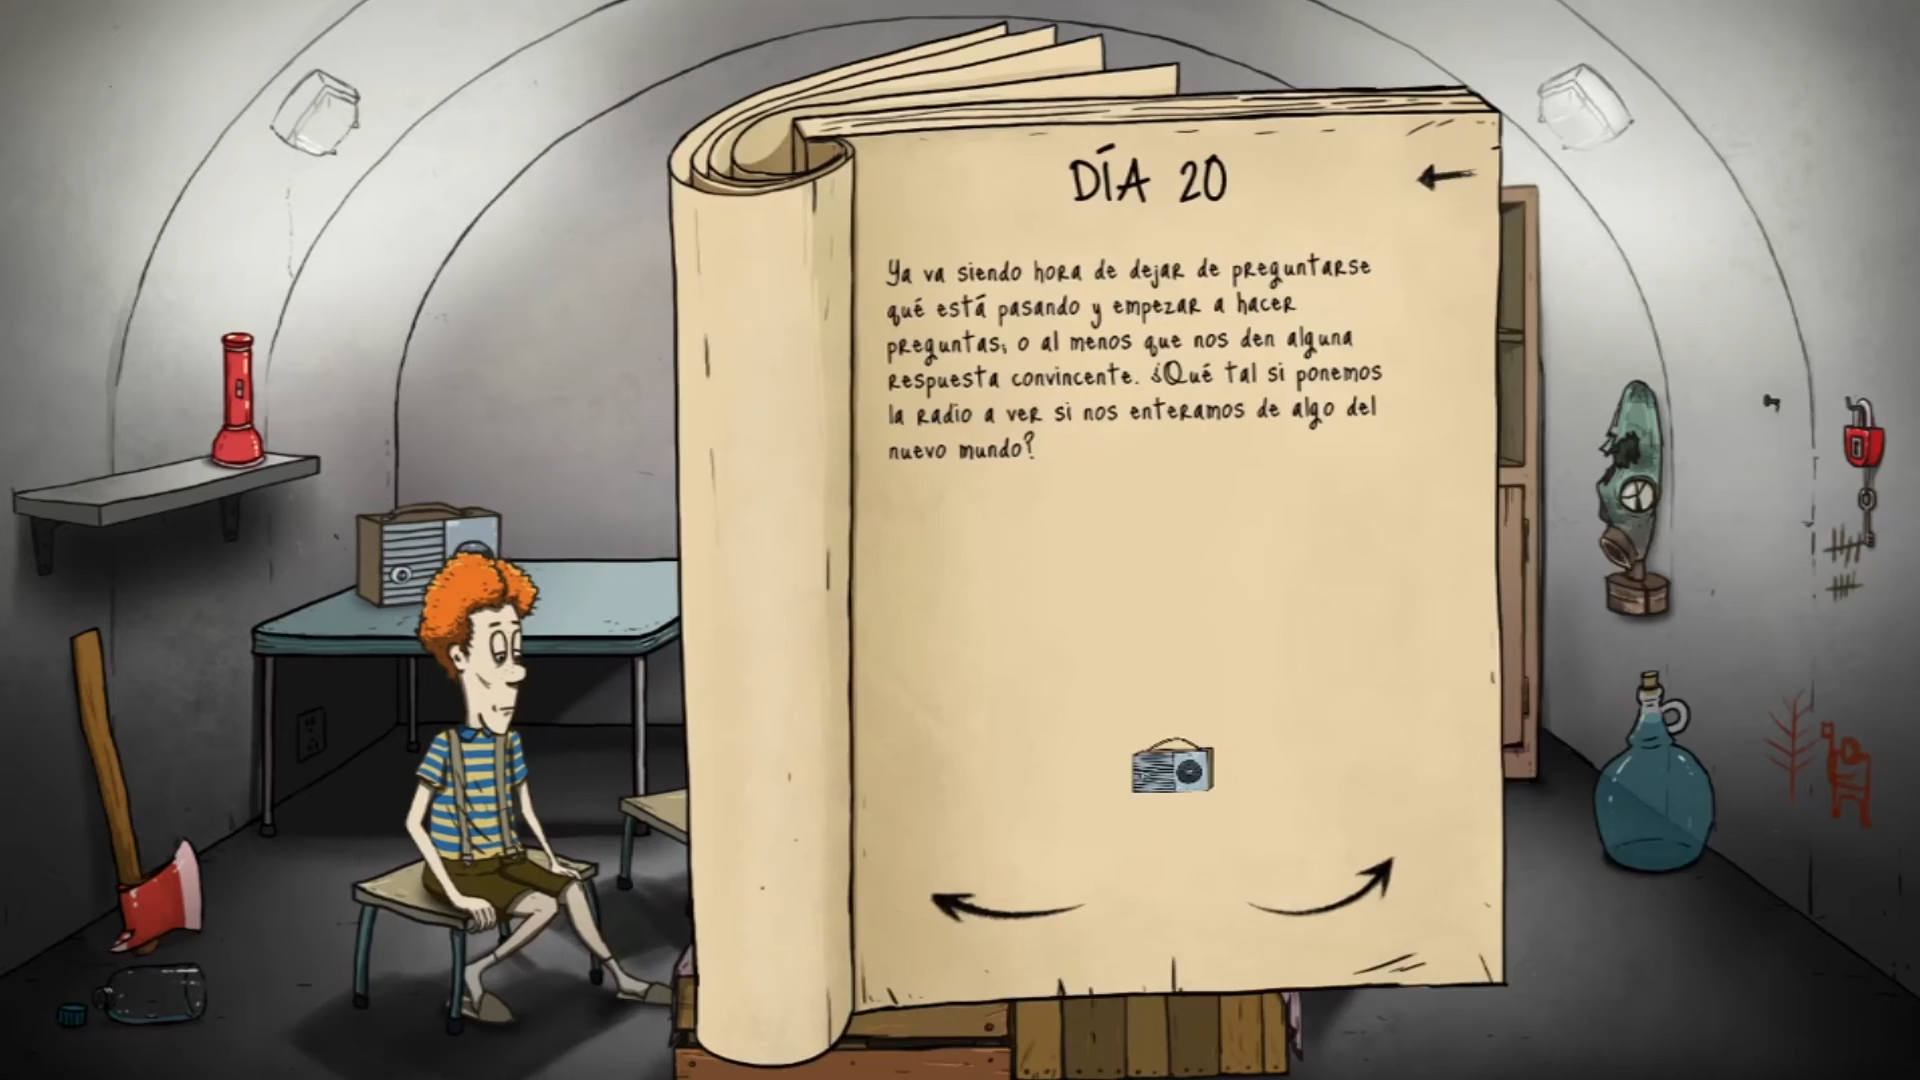 DÍA 20
Ya va siendo hora de dejar de preguntarse
qué está pasando y empezar a hacer
preguntas; o al menos que nos den alguna
respuesta convincente. ¿Qué tal si ponemos
la radio a ver si nos enteramos de algo del
nuevo mundo?